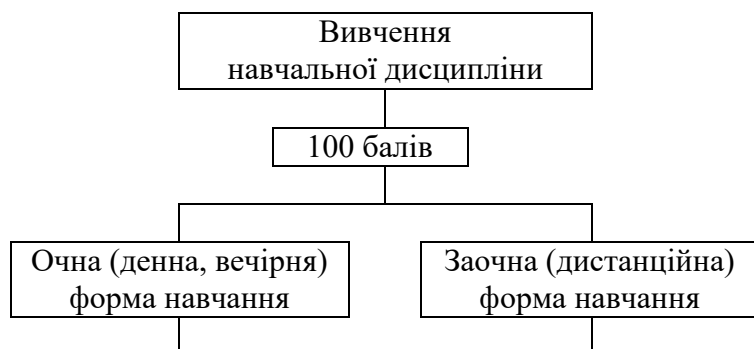 Вивчення
навчальної дисципліни
100 балів
Очна (денна, вечірня)
форма навчання
Заочна (дистанційна)
форма навчання